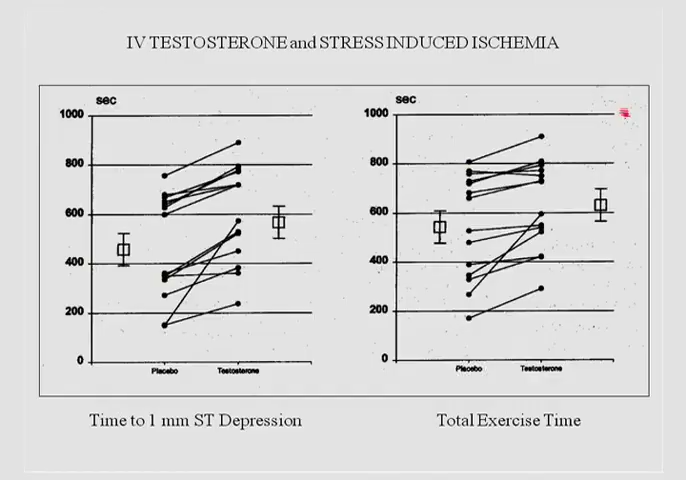 IV TESTOSTERONE and STRESS INDUCED ISCHEMIA
sec
1000
800
600
400
200
0
Placebo Testosterone
sec
1000
800
600
400
200
0
Placebo Testosterone
Time to 1 mm ST Depression
Total Exercise Time